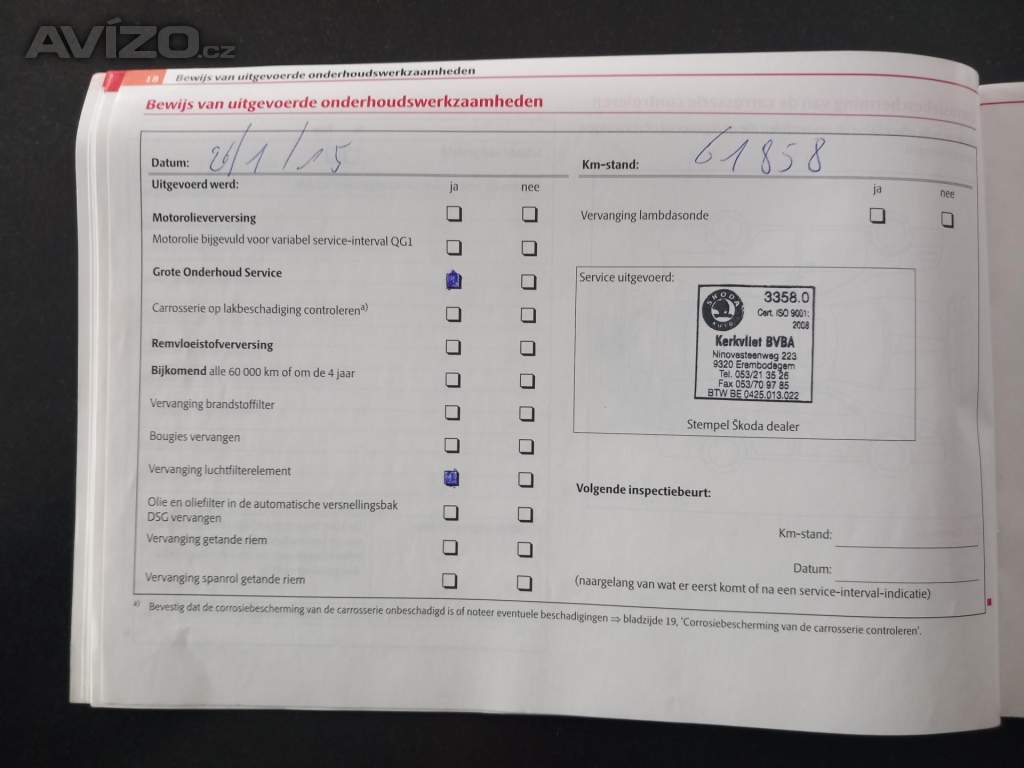 AVÍZO.cz
18 Bewijs van uitgevoerde onderhoudswerkzaamheden
Bewijs van uitgevoerde onderhoudswerkzaamheden
Datum: 26/1/15
Uitgevoerd werd: ja nee
Motorolieverversing
Motorolie bijgevuld voor variabel service-interval QG1
Grote Onderhoud Service
Carrosserie op lakbeschadiging controleren a)
Remvloeistofverversing
Bijkomend alle 60 000 km of om de 4 jaar
Vervanging brandstoffilter
Bougies vervangen
Vervanging luchtfilterelement
Olie en oliefilter in de automatische versnellingsbak
DSG vervangen
Vervanging getande riem
Vervanging spanrol getande riem
Km-stand: 61858
ja nee
Vervanging lambdasonde
Service uitgevoerd:
ŠKODA
AUTO
3358.0
Cert. ISO 9001:
2008
Kerkvliet BVBA
Ninovesteenweg 223
9320 Erembodegem
Tel. 053/21 35 26
Fax 053/70 97 85
BTW BE 0425.013.022
Stempel Škoda dealer
Volgende inspectiebeurt:
Km-stand:
Datum:
(naargelang van wat er eerst komt of na een service-interval-indicatie)
a) Bevestig dat de corrosiebescherming van de carrosserie onbeschadigd is of noteer eventuele beschadigingen ⇒ bladzijde 19, 'Corrosiebescherming van de carrosserie controleren'.